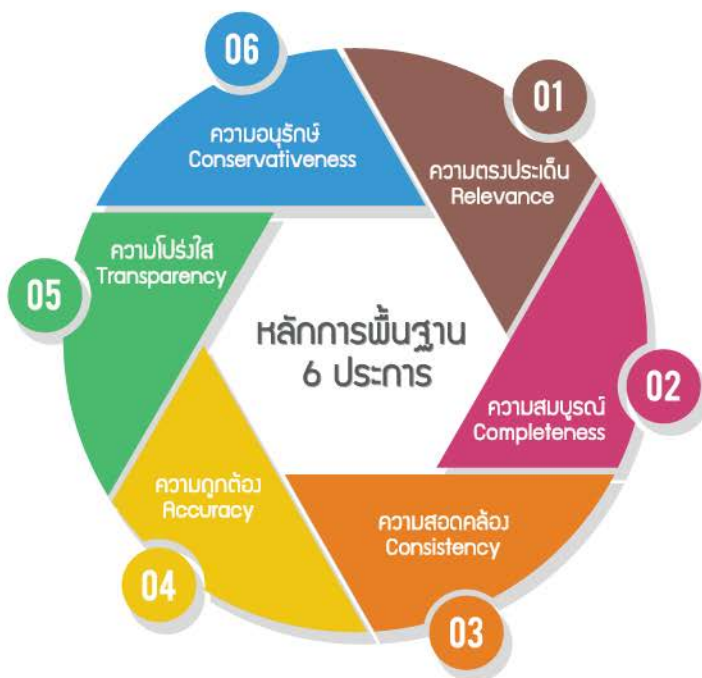 หลักการพื้นฐาน
6 ประการ
01
ความตรงประเด็น
Relevance
02
ความสมบูรณ์
Completeness
03
ความสอดคล้อง
Consistency
04
ความถูกต้อง
Accuracy
05
ความโปร่งใส
Transparency
06
ความอนุรักษ์
Conservativeness